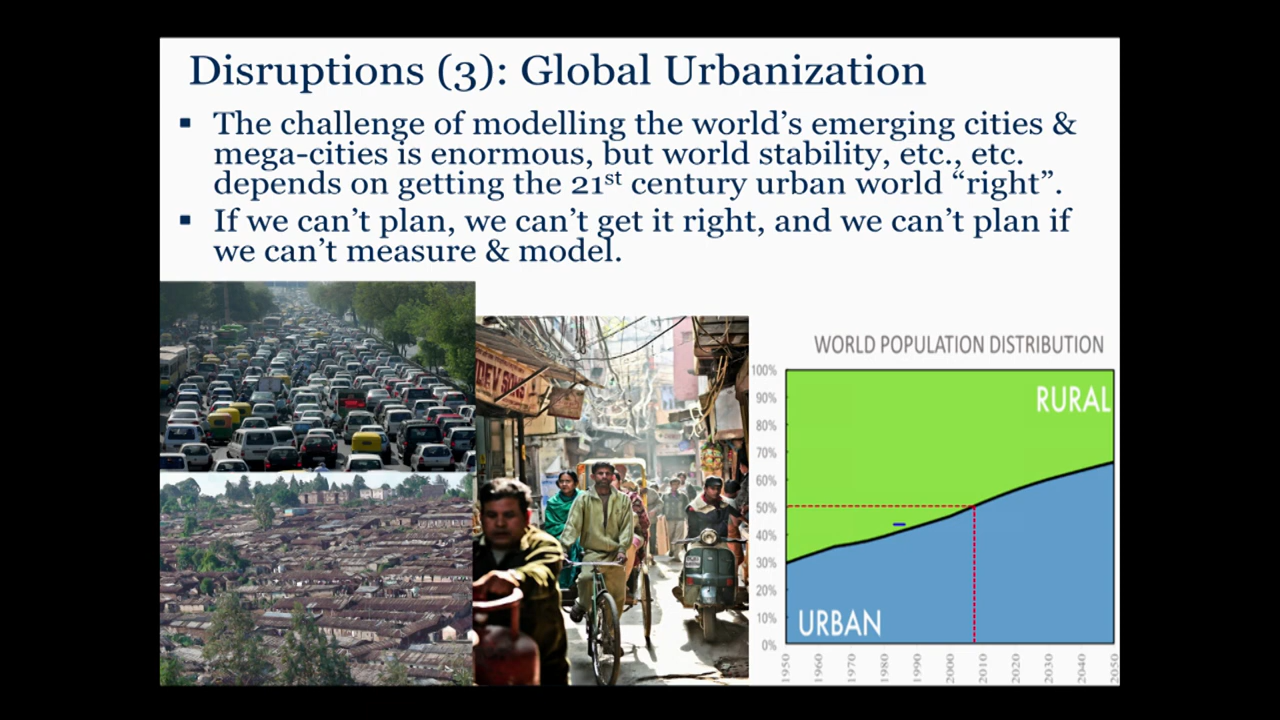 Disruptions (3): Global Urbanization
▪ The challenge of modelling the world's emerging cities &
mega-cities is enormous, but world stability, etc., etc.
depends on getting the 21st century urban world "right".
▪ If we can't plan, we can't get it right, and we can't plan if
we can't measure & model.
DEV SONS
WORLD POPULATION DISTRIBUTION
100%
90%
80%
70%
60%
50%
40%
30%
20%
10%
0%
RURAL
URBAN
1950
1960
1970
1980
1990
2000
2010
2020
2030
2040
2050